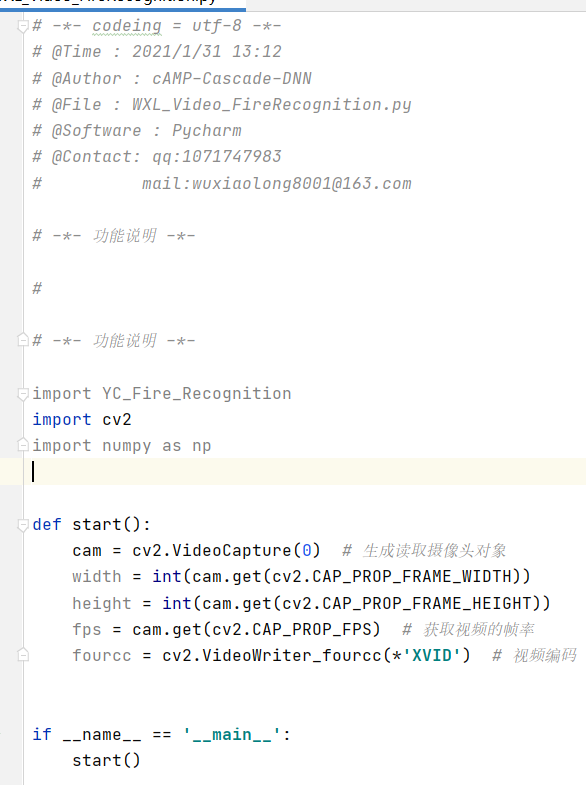 # -*- codeing = utf-8 -*-
# @Time : 2021/1/31 13:12
# @Author : cAMP-Cascade-DNN
# @File : WXL_Video_FireRecognition.py
# @Software : Pycharm
# @Contact: qq:1071747983
#          mail:wuxiaolong8001@163.com
# -*- 功能说明 -*-
#
# -*- 功能说明 -*-
import YC_Fire_Recognition
import cv2
import numpy as np
def start():
    cam = cv2.VideoCapture(0)  # 生成读取摄像头对象
    width = int(cam.get(cv2.CAP_PROP_FRAME_WIDTH))
    height = int(cam.get(cv2.CAP_PROP_FRAME_HEIGHT))
    fps = cam.get(cv2.CAP_PROP_FPS)  # 获取视频的帧率
    fourcc = cv2.VideoWriter_fourcc(*'XVID')  # 视频编码
if __name__ == '__main__':
    start()